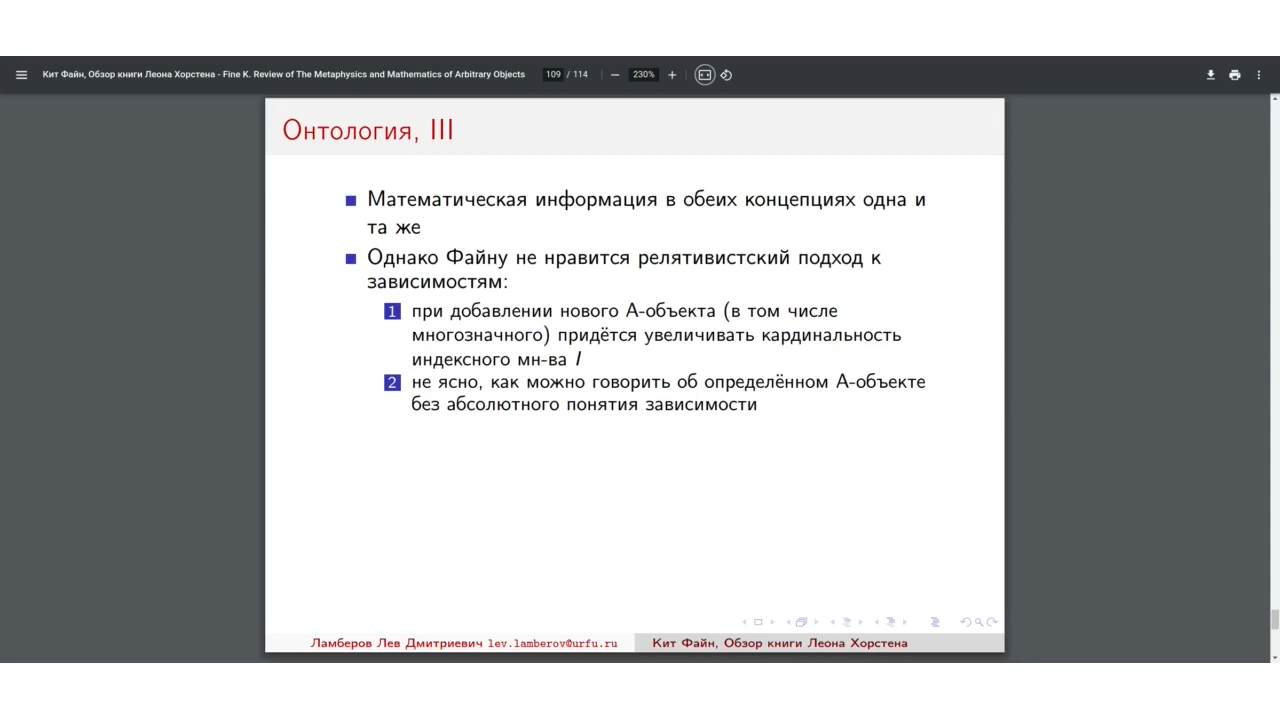 Кит Файн, Обзор книги Леона Хорстена - Fine K. Review of The Metaphysics and Mathematics of Arbitrary Objects 109 / 114 230%
Онтология, III
Математическая информация в обеих концепциях одна и
та же
Однако Файну не нравится релятивистский подход к
зависимостям:
1 при добавлении нового А-объекта (в том числе
многозначного) придётся увеличивать кардинальность
индексного мн-ва I
2 не ясно, как можно говорить об определённом А-объекте
без абсолютного понятия зависимости
Ламберов Лев Дмитриевич lev.lamberov@urfu.ru Кит Файн, Обзор книги Леона Хорстена